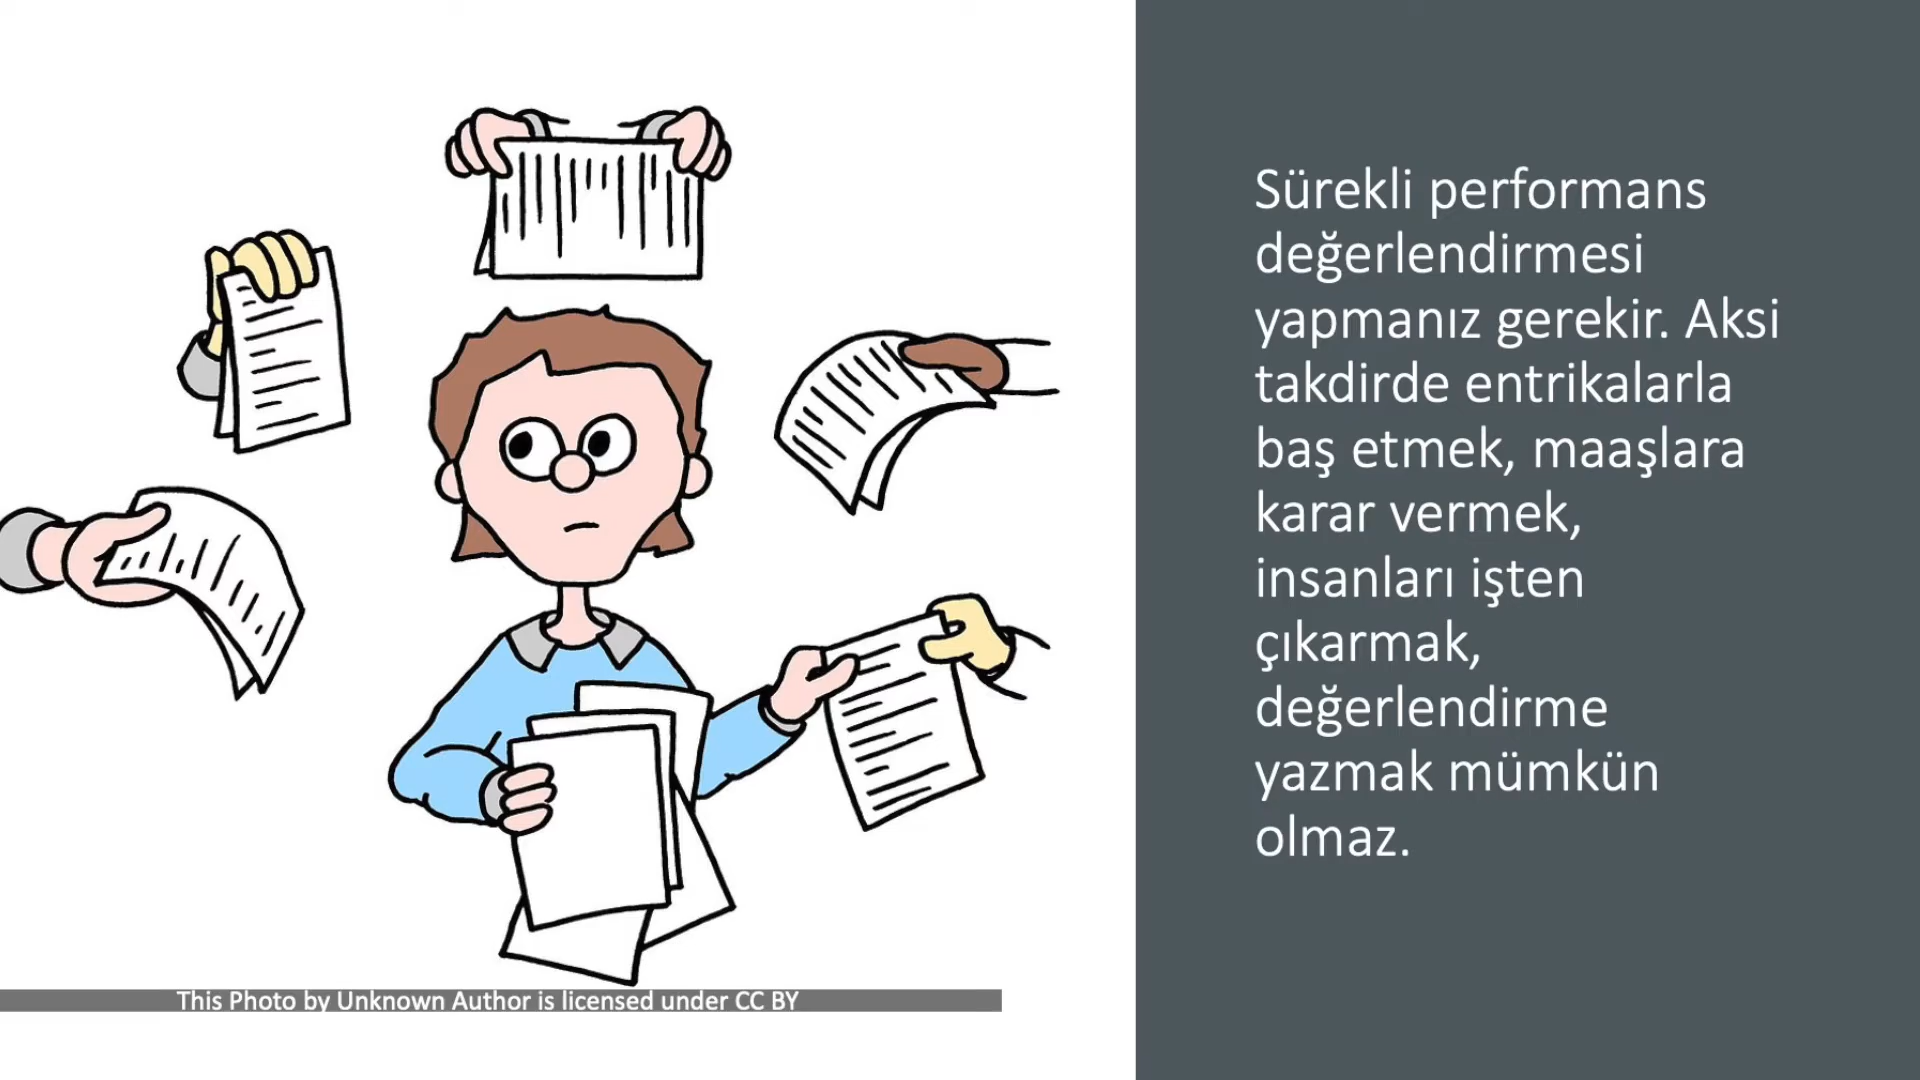 Sürekli performans
değerlendirmesi
yapmanız gerekir. Aksi
takdirde entrikalarla
baş etmek, maaşlara
karar vermek,
insanları işten
çıkarmak,
değerlendirme
yazmak mümkün
olmaz.
This Photo by Unknown Author is licensed under CC BY